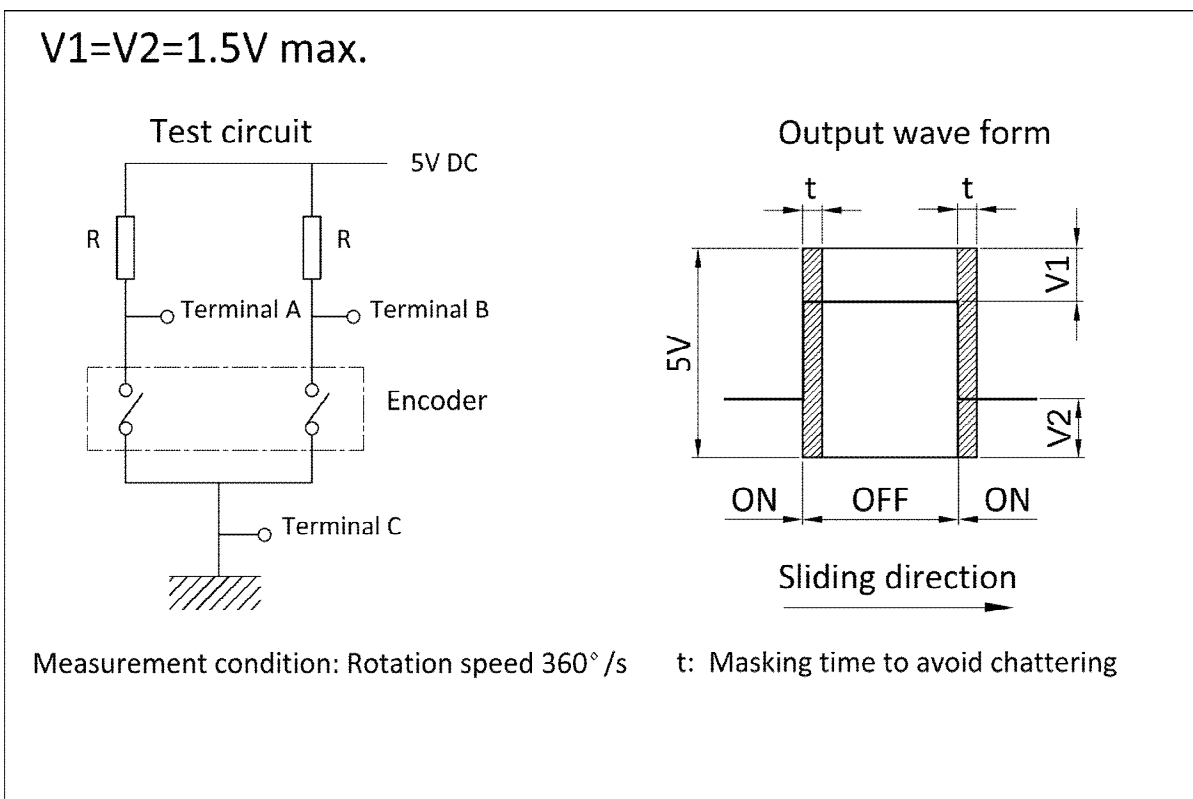 V1=V2=1.5V max.
Test circuit
5V DC
R
R
Terminal A
Terminal B
Encoder
Terminal C
Output wave form
t
t
V1
5V
V2
ON
OFF
ON
Sliding direction
Measurement condition: Rotation speed 360°/s
t: Masking time to avoid chattering